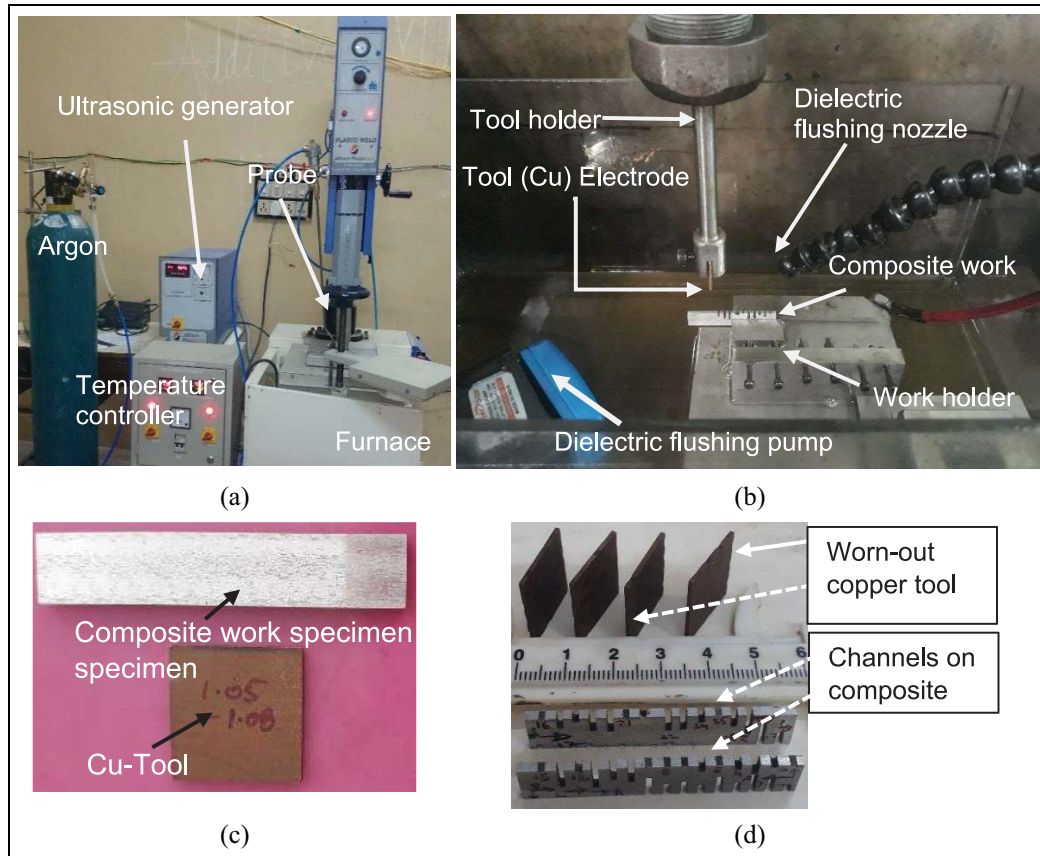 Ultrasonic generator
Probe
Argon
Temperature
controller
Furnace
PLASTO WELD
(a)
Tool holder
Dielectric
flushing nozzle
Tool (Cu) Electrode
Composite work
Work holder
Dielectric flushing pump
(b)
Composite work specimen
specimen
1.05
1.08
Cu-Tool
(c)
Worn-out
copper tool
0 1 2 3 4 5 6
Channels on
composite
(d)